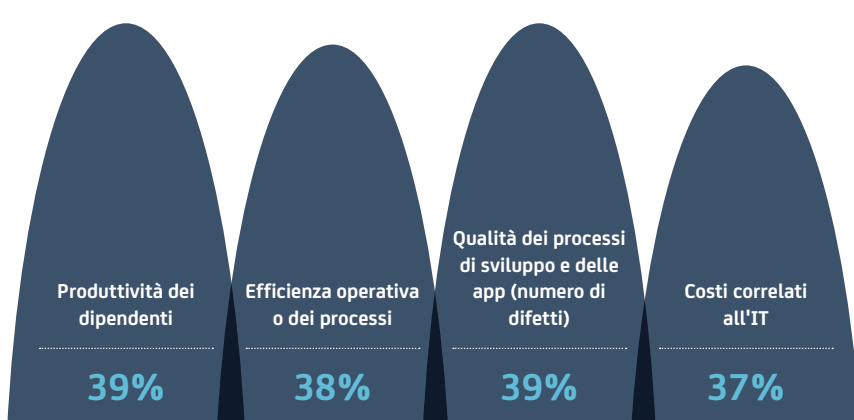 Produttività dei
dipendenti
39%
Efficienza operativa
o dei processi
38%
Qualità dei processi
di sviluppo e delle
app (numero di
difetti)
39%
Costi correlati
all'IT
37%